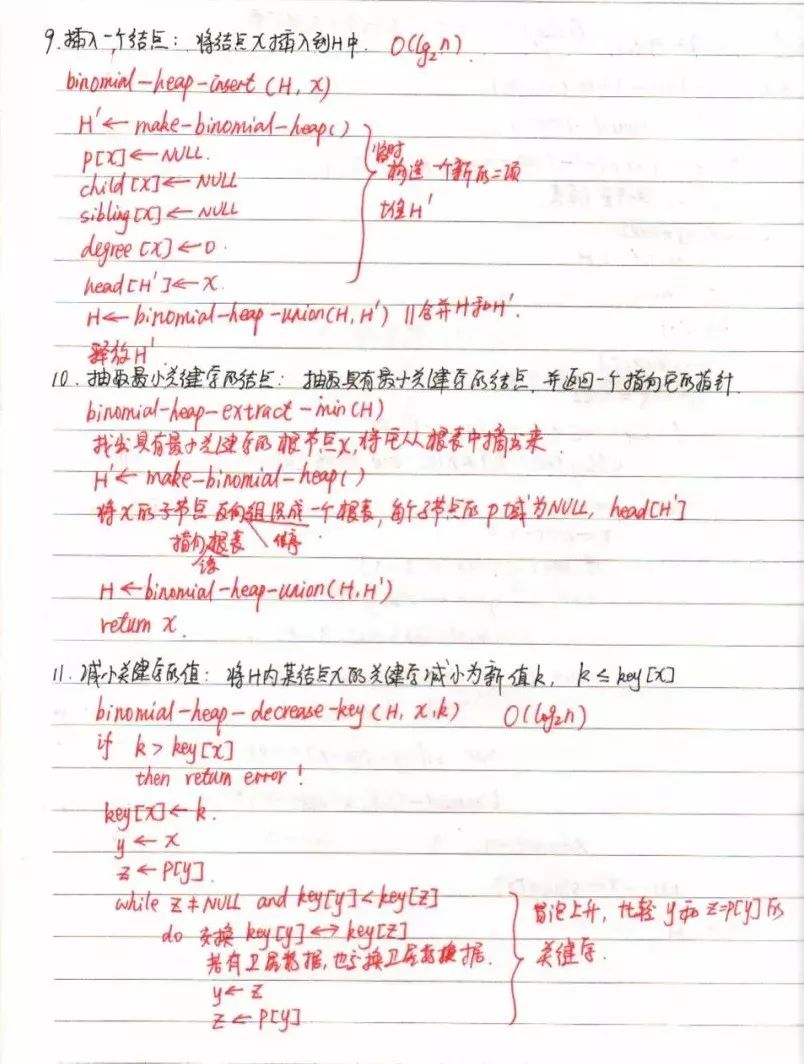 9.插入一个结点：将结点x插入到H中. O(lg₂n).
binomial-heap-insert (H, x)
H'← make-binomial-heap()
p[x]←NULL.
child[x]←NULL
sibling[x]←NULL
degree[x]←0.
head[H']←x.
临时
构造一个新的二项
堆H'
H← binomial-heap-union(H, H') //合并H和H'.
释放H'
10. 抽取最小关键字的结点：抽取具有最小关键字的结点,并返回一个指向它的指针.
binomial-heap-extract-min(H)
找出具有最小关键字的根节点x,将它从根表中摘出来.
H'← make-binomial-heap()
将x的子节点反向组织成一个根表,每个子节点的p域为NULL, head[H']
指向根表 保序
H←binomial-heap-union(H,H')
return x.
11. 减小关键字的值：将H内某结点x的关键字减小为新值k, k≤key[x]
binomial-heap-decrease-key(H, x, k) O(log₂n)
if k>key[x]
then return error!
key[x]←k.
y←x
z←p[y].
while z≠NULL and key[y]<key[z]
do 交换 key[y]↔key[z]
若有卫星数据,也交换卫星数据.
y←z
z←p[y]
冒泡上升,比较y和z=p[y]的
关键字.